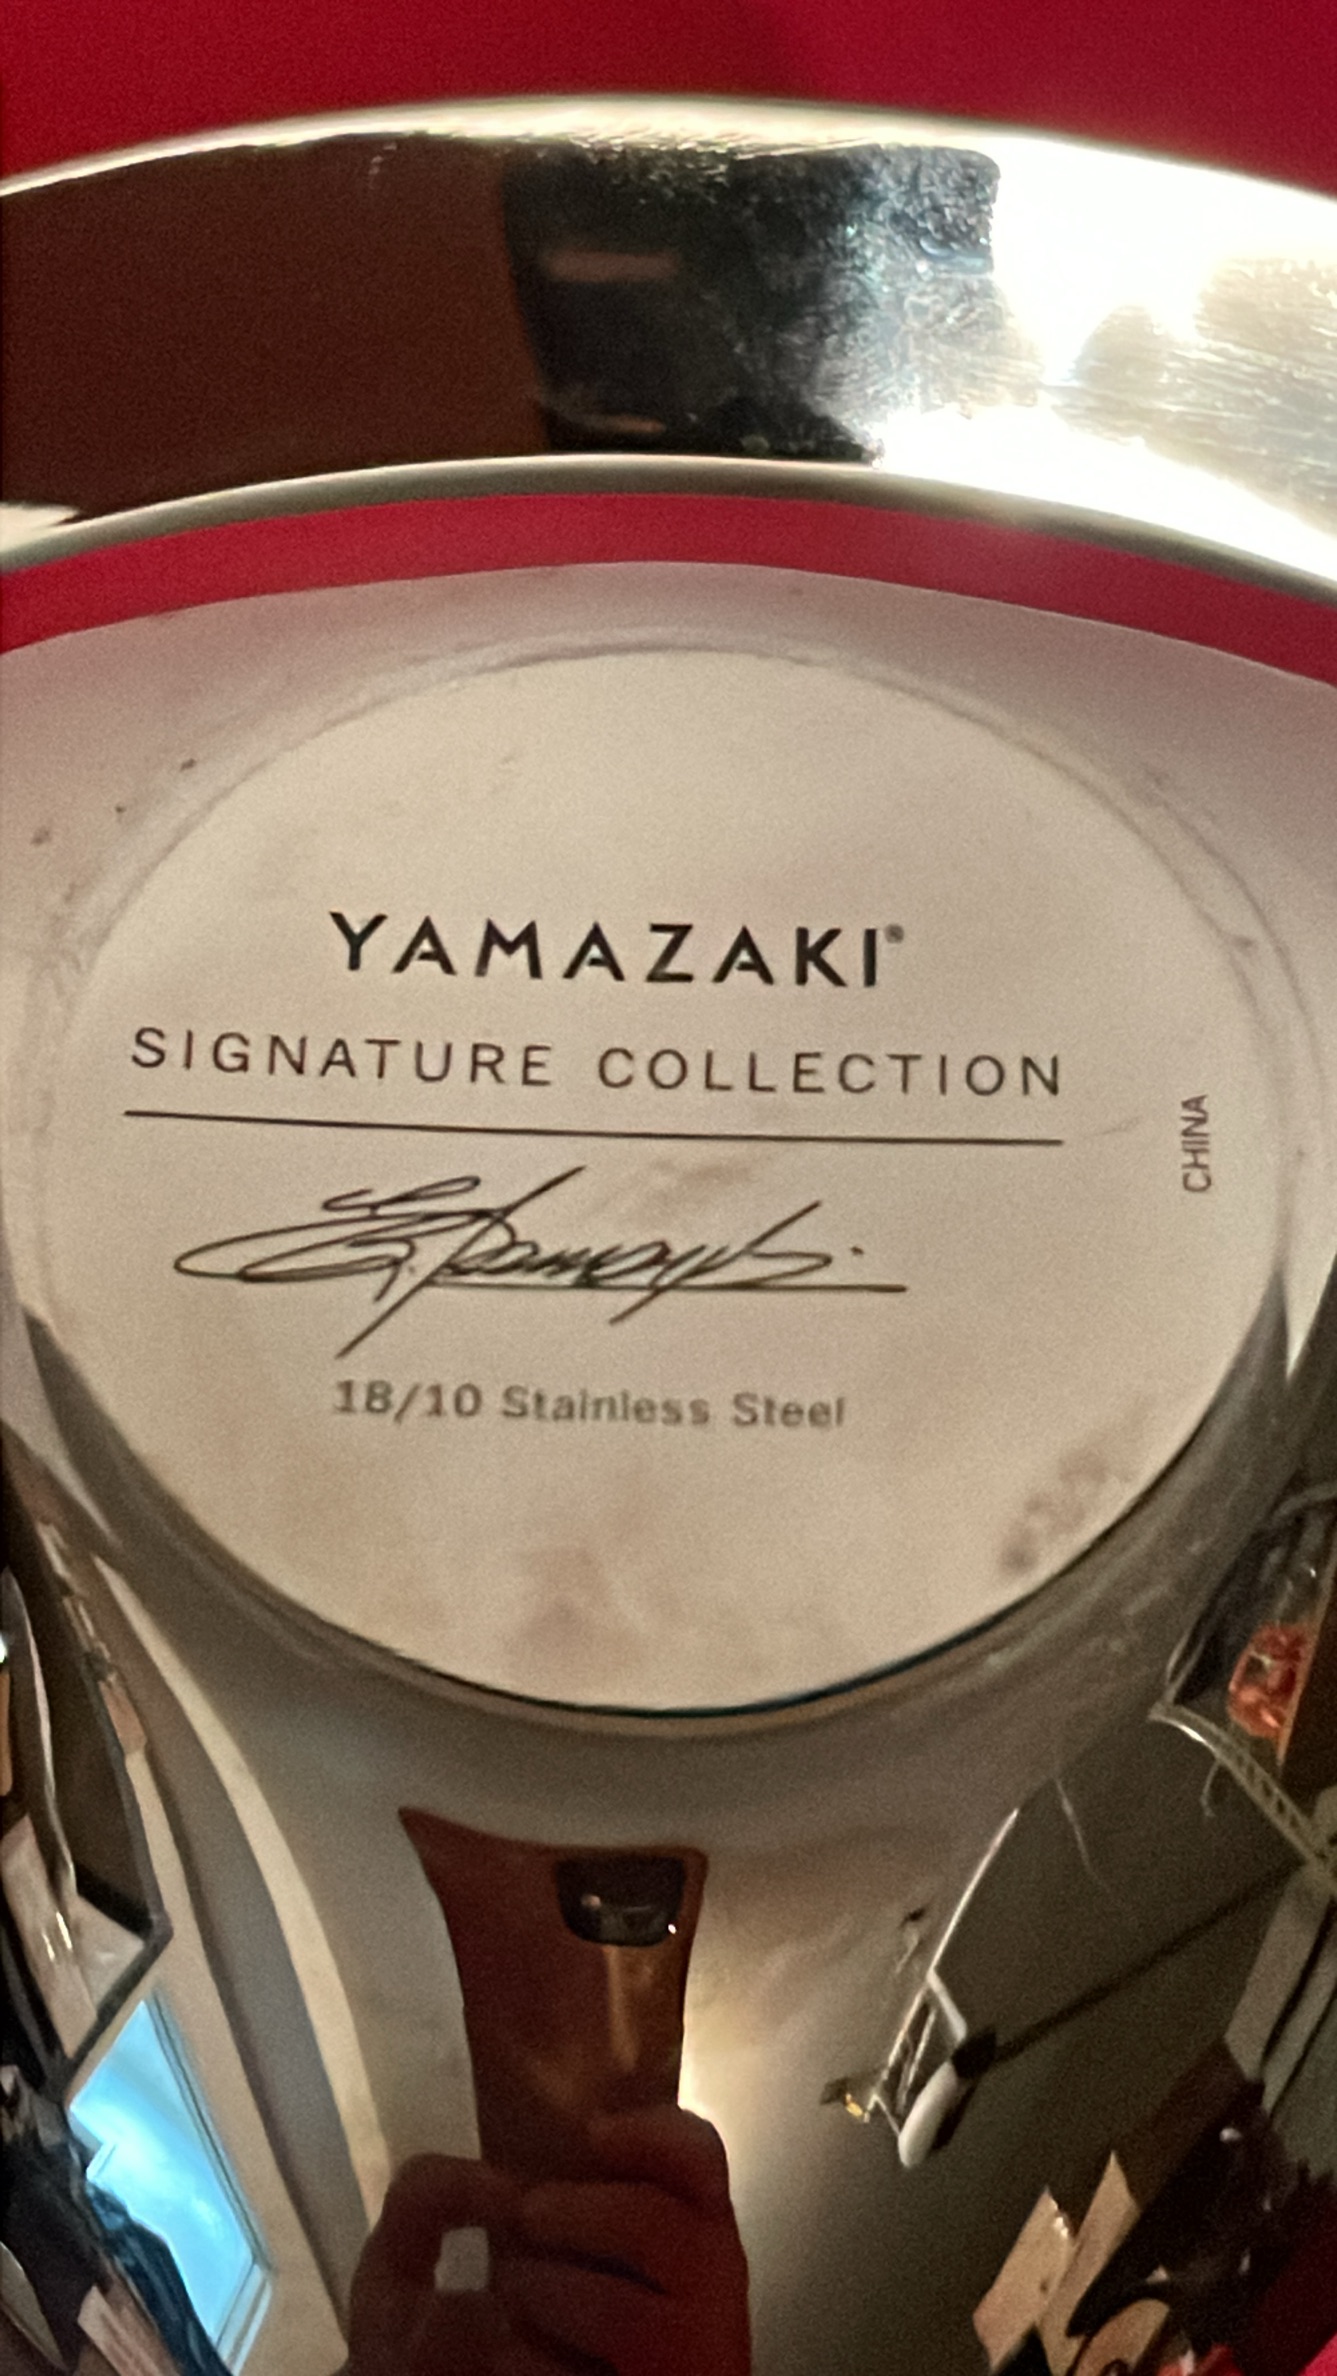 YAMAZAKI®
SIGNATURE COLLECTION
18/10 Stainless Steel
CHINA